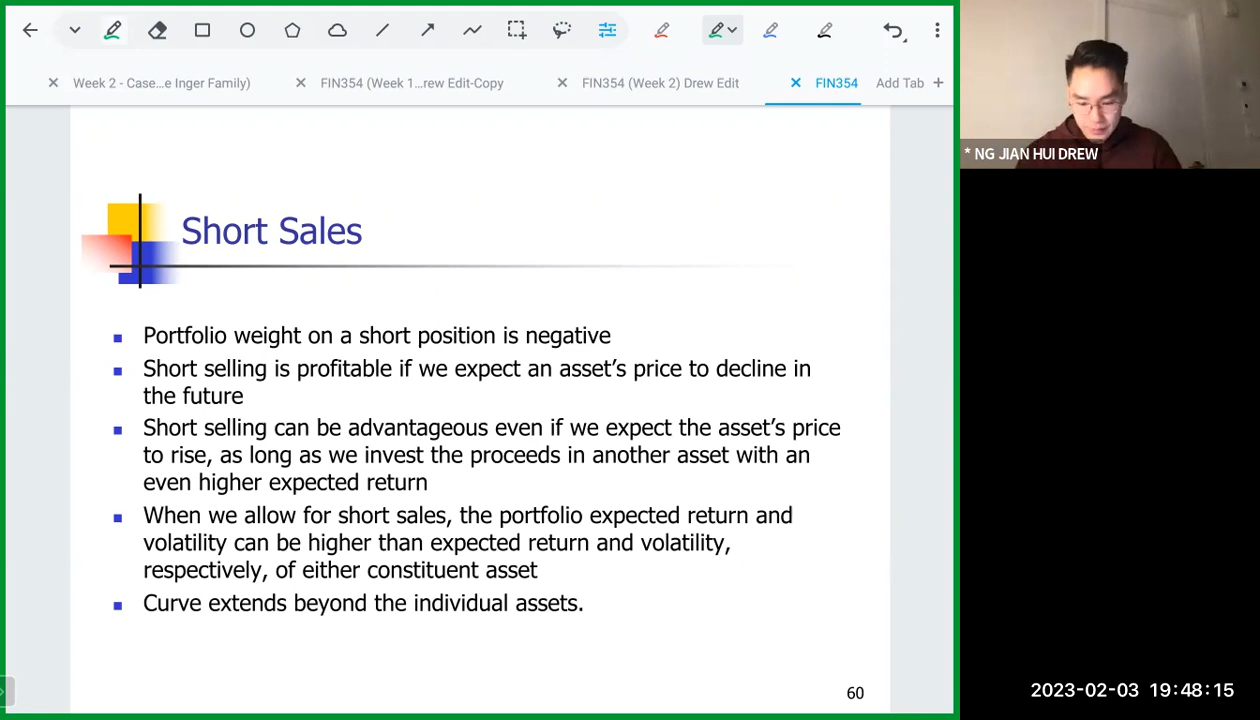 Week 2 - Case...e Inger Family)
FIN354 (Week 1...rew Edit-Copy
FIN354 (Week 2) Drew Edit
FIN354
Add Tab +
* NG JIAN HUI DREW
Short Sales
Portfolio weight on a short position is negative
Short selling is profitable if we expect an asset's price to decline in
the future
Short selling can be advantageous even if we expect the asset's price
to rise, as long as we invest the proceeds in another asset with an
even higher expected return
When we allow for short sales, the portfolio expected return and
volatility can be higher than expected return and volatility,
respectively, of either constituent asset
Curve extends beyond the individual assets.
60
2023-02-03 19:48:15